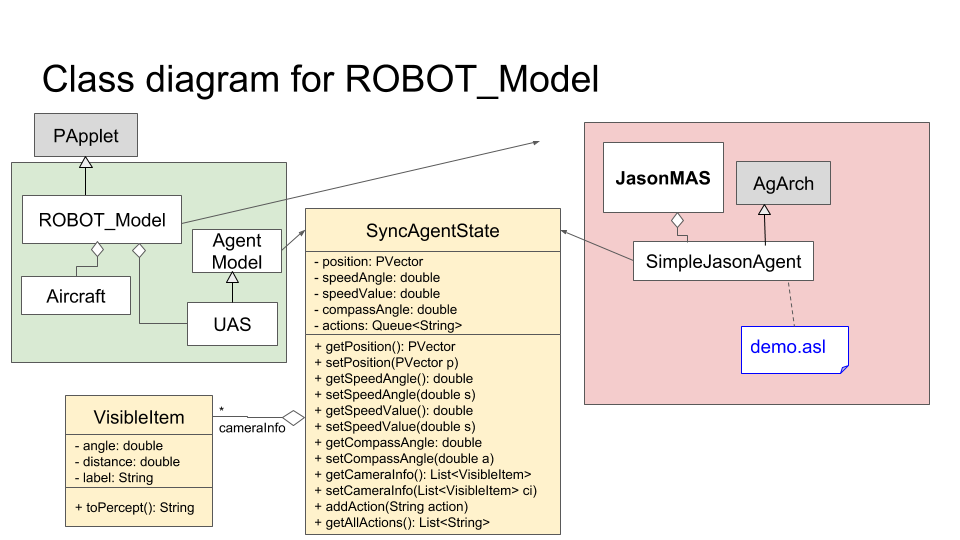 Class diagram for ROBOT_Model
PApplet
ROBOT_Model
Aircraft
Agent
Model
UAS
SyncAgentState
- position: PVector
- speedAngle: double
- speedValue: double
- compassAngle: double
- actions: Queue<String>
+ getPosition(): PVector
+ setPosition(PVector p)
+ getSpeedAngle(): double
+ setSpeedAngle(double s)
+ getSpeedValue(): double
+ setSpeedValue(double s)
+ getCompassAngle: double
+ setCompassAngle(double a)
+ getCameraInfo(): List<VisibleItem>
+ setCameraInfo(List<VisibleItem> ci)
+ addAction(String action)
+ getAllActions(): List<String>
VisibleItem
- angle: double
- distance: double
- label: String
+ toPercept(): String
*
cameraInfo
JasonMAS
AgArch
SimpleJasonAgent
demo.asl